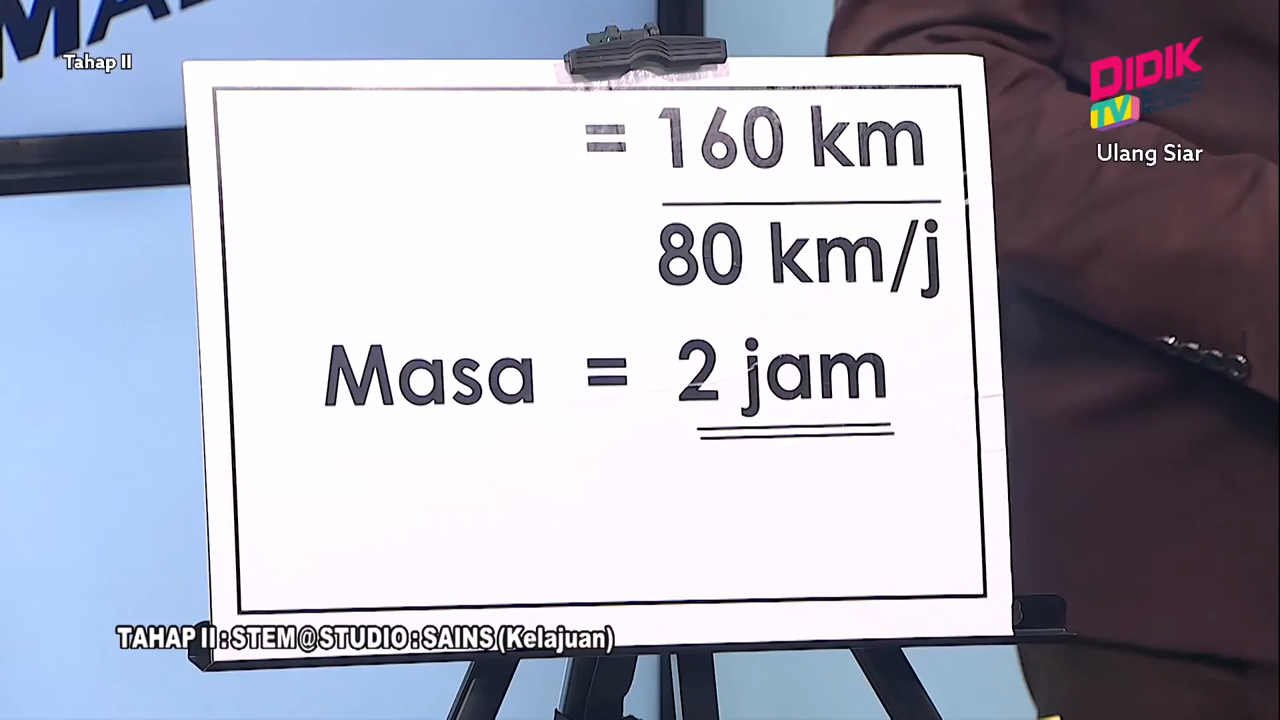 Tahap II
DIDIK
TV
Ulang Siar
= 160 km
80 km/j
Masa = 2 jam
TAHAP II : STEM@STUDIO : SAINS (Kelajuan)